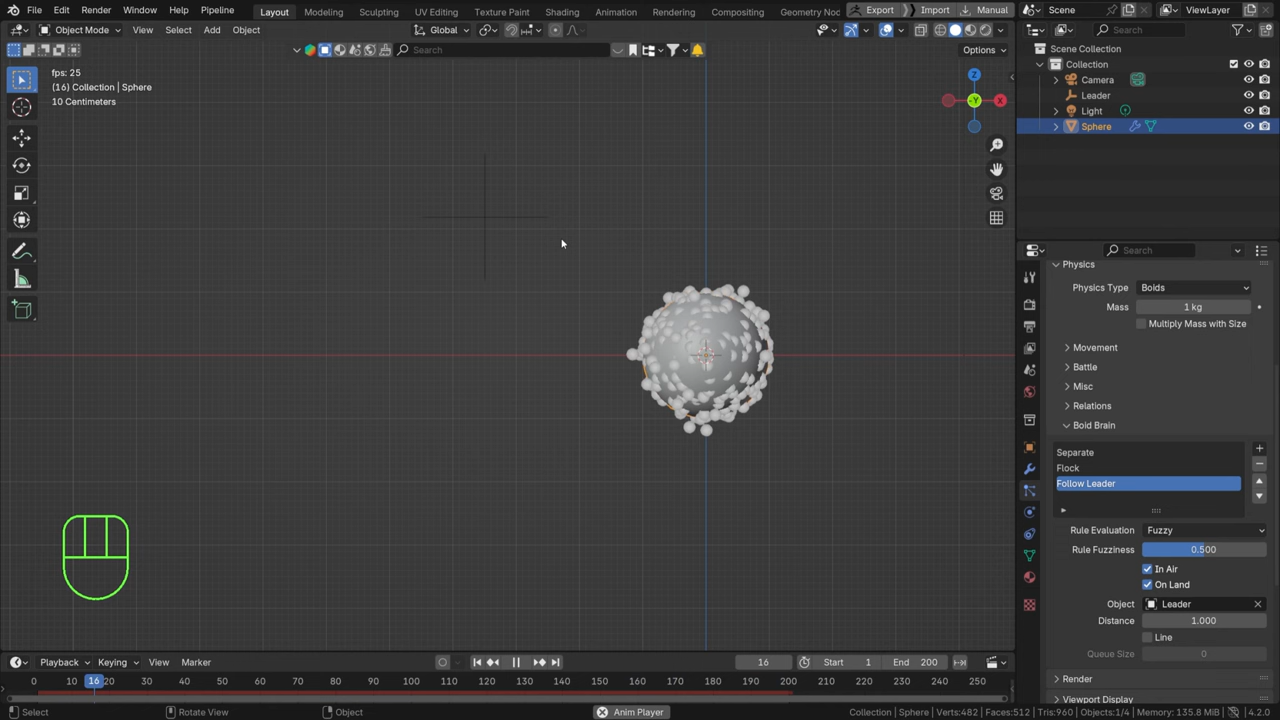 File Edit Render Window Help Pipeline Layout Modeling Sculpting UV Editing Texture Paint Shading Animation Rendering Compositing Geometry Noc Export Import Manual Scene ViewLayer
Object Mode View Select Add Object Global Search
Search Options Scene Collection
fps: 25 Collection
(16) Collection | Sphere Camera
10 Centimeters Leader
Light
Sphere
Z
Y
X
Search
Physics
Physics Type Boids
Mass 1 kg
Multiply Mass with Size
Movement
Battle
Misc
Relations
Boid Brain
Separate
Flock
Follow Leader
Rule Evaluation Fuzzy
Rule Fuzziness 0.500
In Air
On Land
Object Leader
Distance 1.000
Line
Queue Size 0
Render
Viewport Display
Playback Keying View Marker 16 Start 1 End 200
0 10 16 20 30 40 50 60 70 80 90 100 110 120 130 140 150 160 170 180 190 200 210 220 230 240 250
Select Rotate View Object Anim Player Collection | Sphere | Verts:482 | Faces:512 | Tris:960 | Objects:1/4 | Memory: 135.8 MiB | 4.2.0